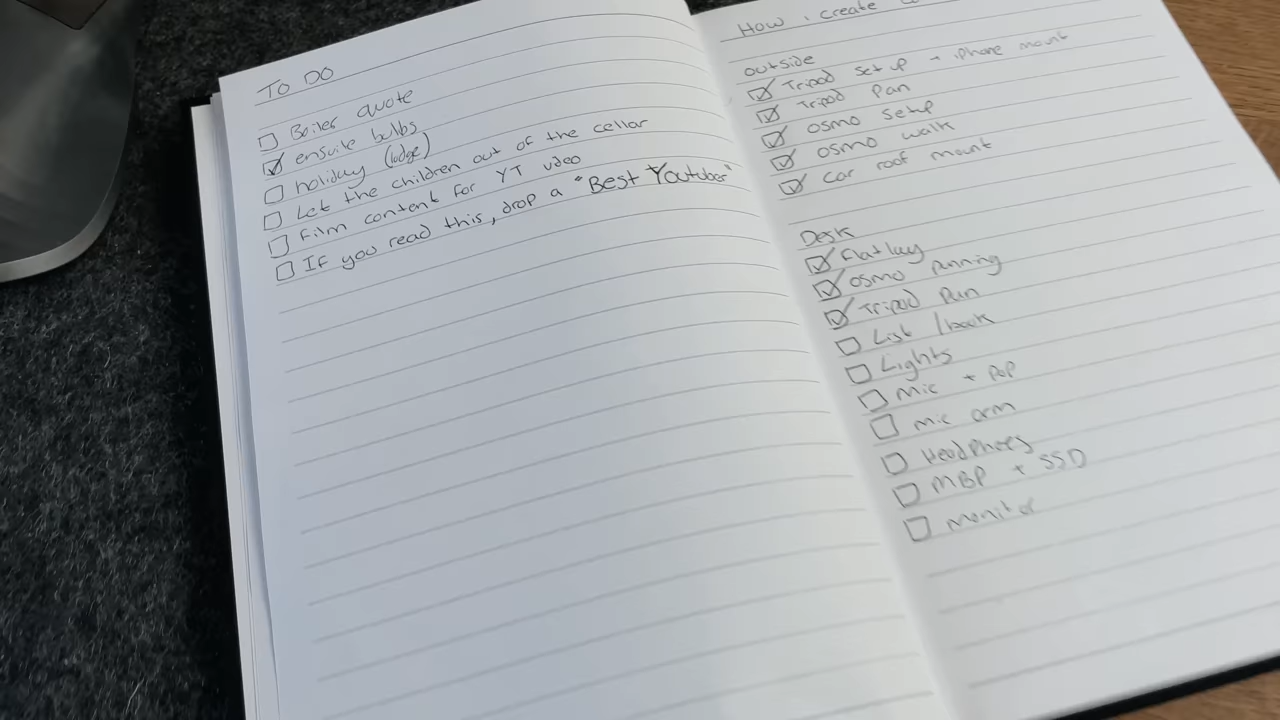 TO DO
Boiler quote
ensuite bulbs
holiday (lodge)
Let the children out of the cellar
Film content for YT video
If you read this, drop a "Best Youtuber"
How i create
outside
Tripod setup - iPhone mount
Tripod Pan
osmo setup
osmo walk
car roof mount
Desk
Flatlay
osmo panning
Tripod Pan
List / book
Lights
Mic + Pop
mic arm
Headphones
MBP + SSD
monitor